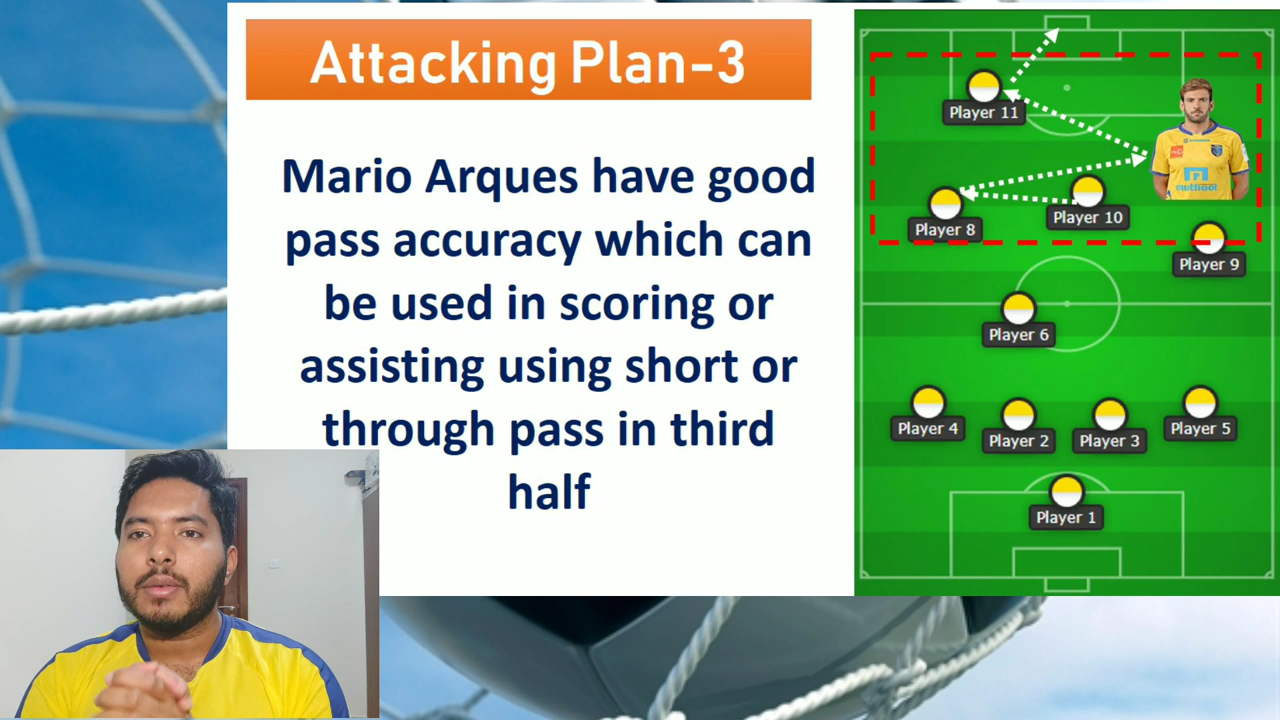 Attacking Plan-3
Mario Arques have good
pass accuracy which can
be used in scoring or
assisting using short or
through pass in third
half
Player 11
Player 8
Player 10
Player 9
Player 6
Player 4
Player 2
Player 3
Player 5
Player 1
muthoot